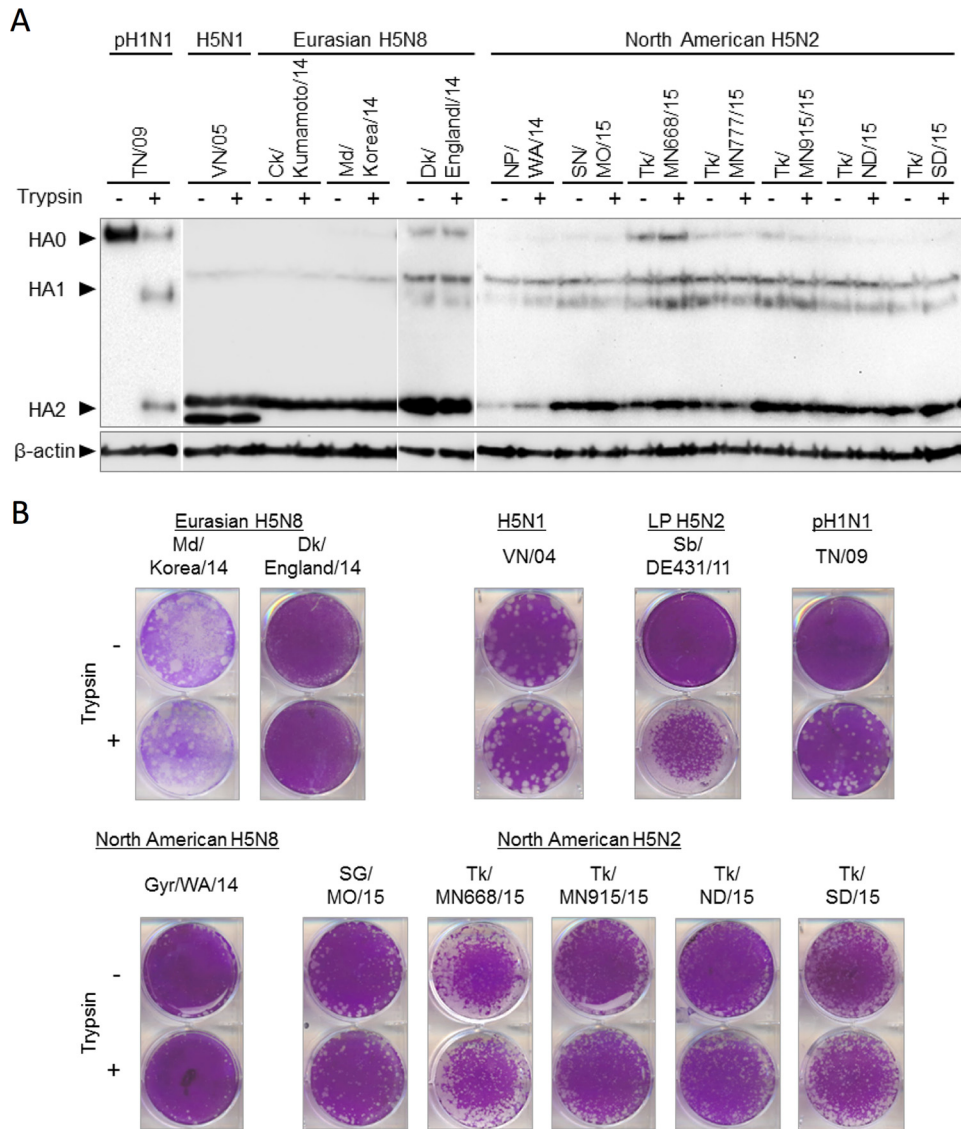 A
pH1N1
H5N1
Eurasian H5N8
North American H5N2
TN/09
VN/05
Ck/
Kumamoto/14
Md/
Korea/14
Dk/
Englandl/14
NP/
WA/14
SN/
MO/15
Tk/
MN668/15
Tk/
MN777/15
Tk/
MN915/15
Tk/
ND/15
Tk/
SD/15
Trypsin - + - + - + - + - + - + - + - + - + - + - + - +
HA0
HA1
HA2
β-actin
B
Eurasian H5N8
Md/
Korea/14
Dk/
England/14
H5N1
VN/04
LP H5N2
Sb/
DE431/11
pH1N1
TN/09
Trypsin
-
+
North American H5N8
Gyr/WA/14
North American H5N2
SG/
MO/15
Tk/
MN668/15
Tk/
MN915/15
Tk/
ND/15
Tk/
SD/15
Trypsin
-
+